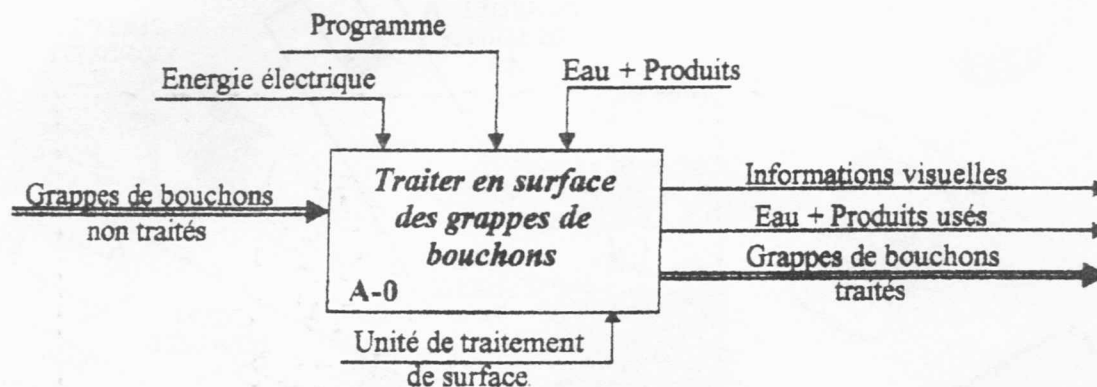 Programme
Energie électrique
Eau + Produits
Grappes de bouchons
non traités
Traiter en surface
des grappes de
bouchons
A-0
Informations visuelles
Eau + Produits usés
Grappes de bouchons
traités
Unité de traitement
de surface